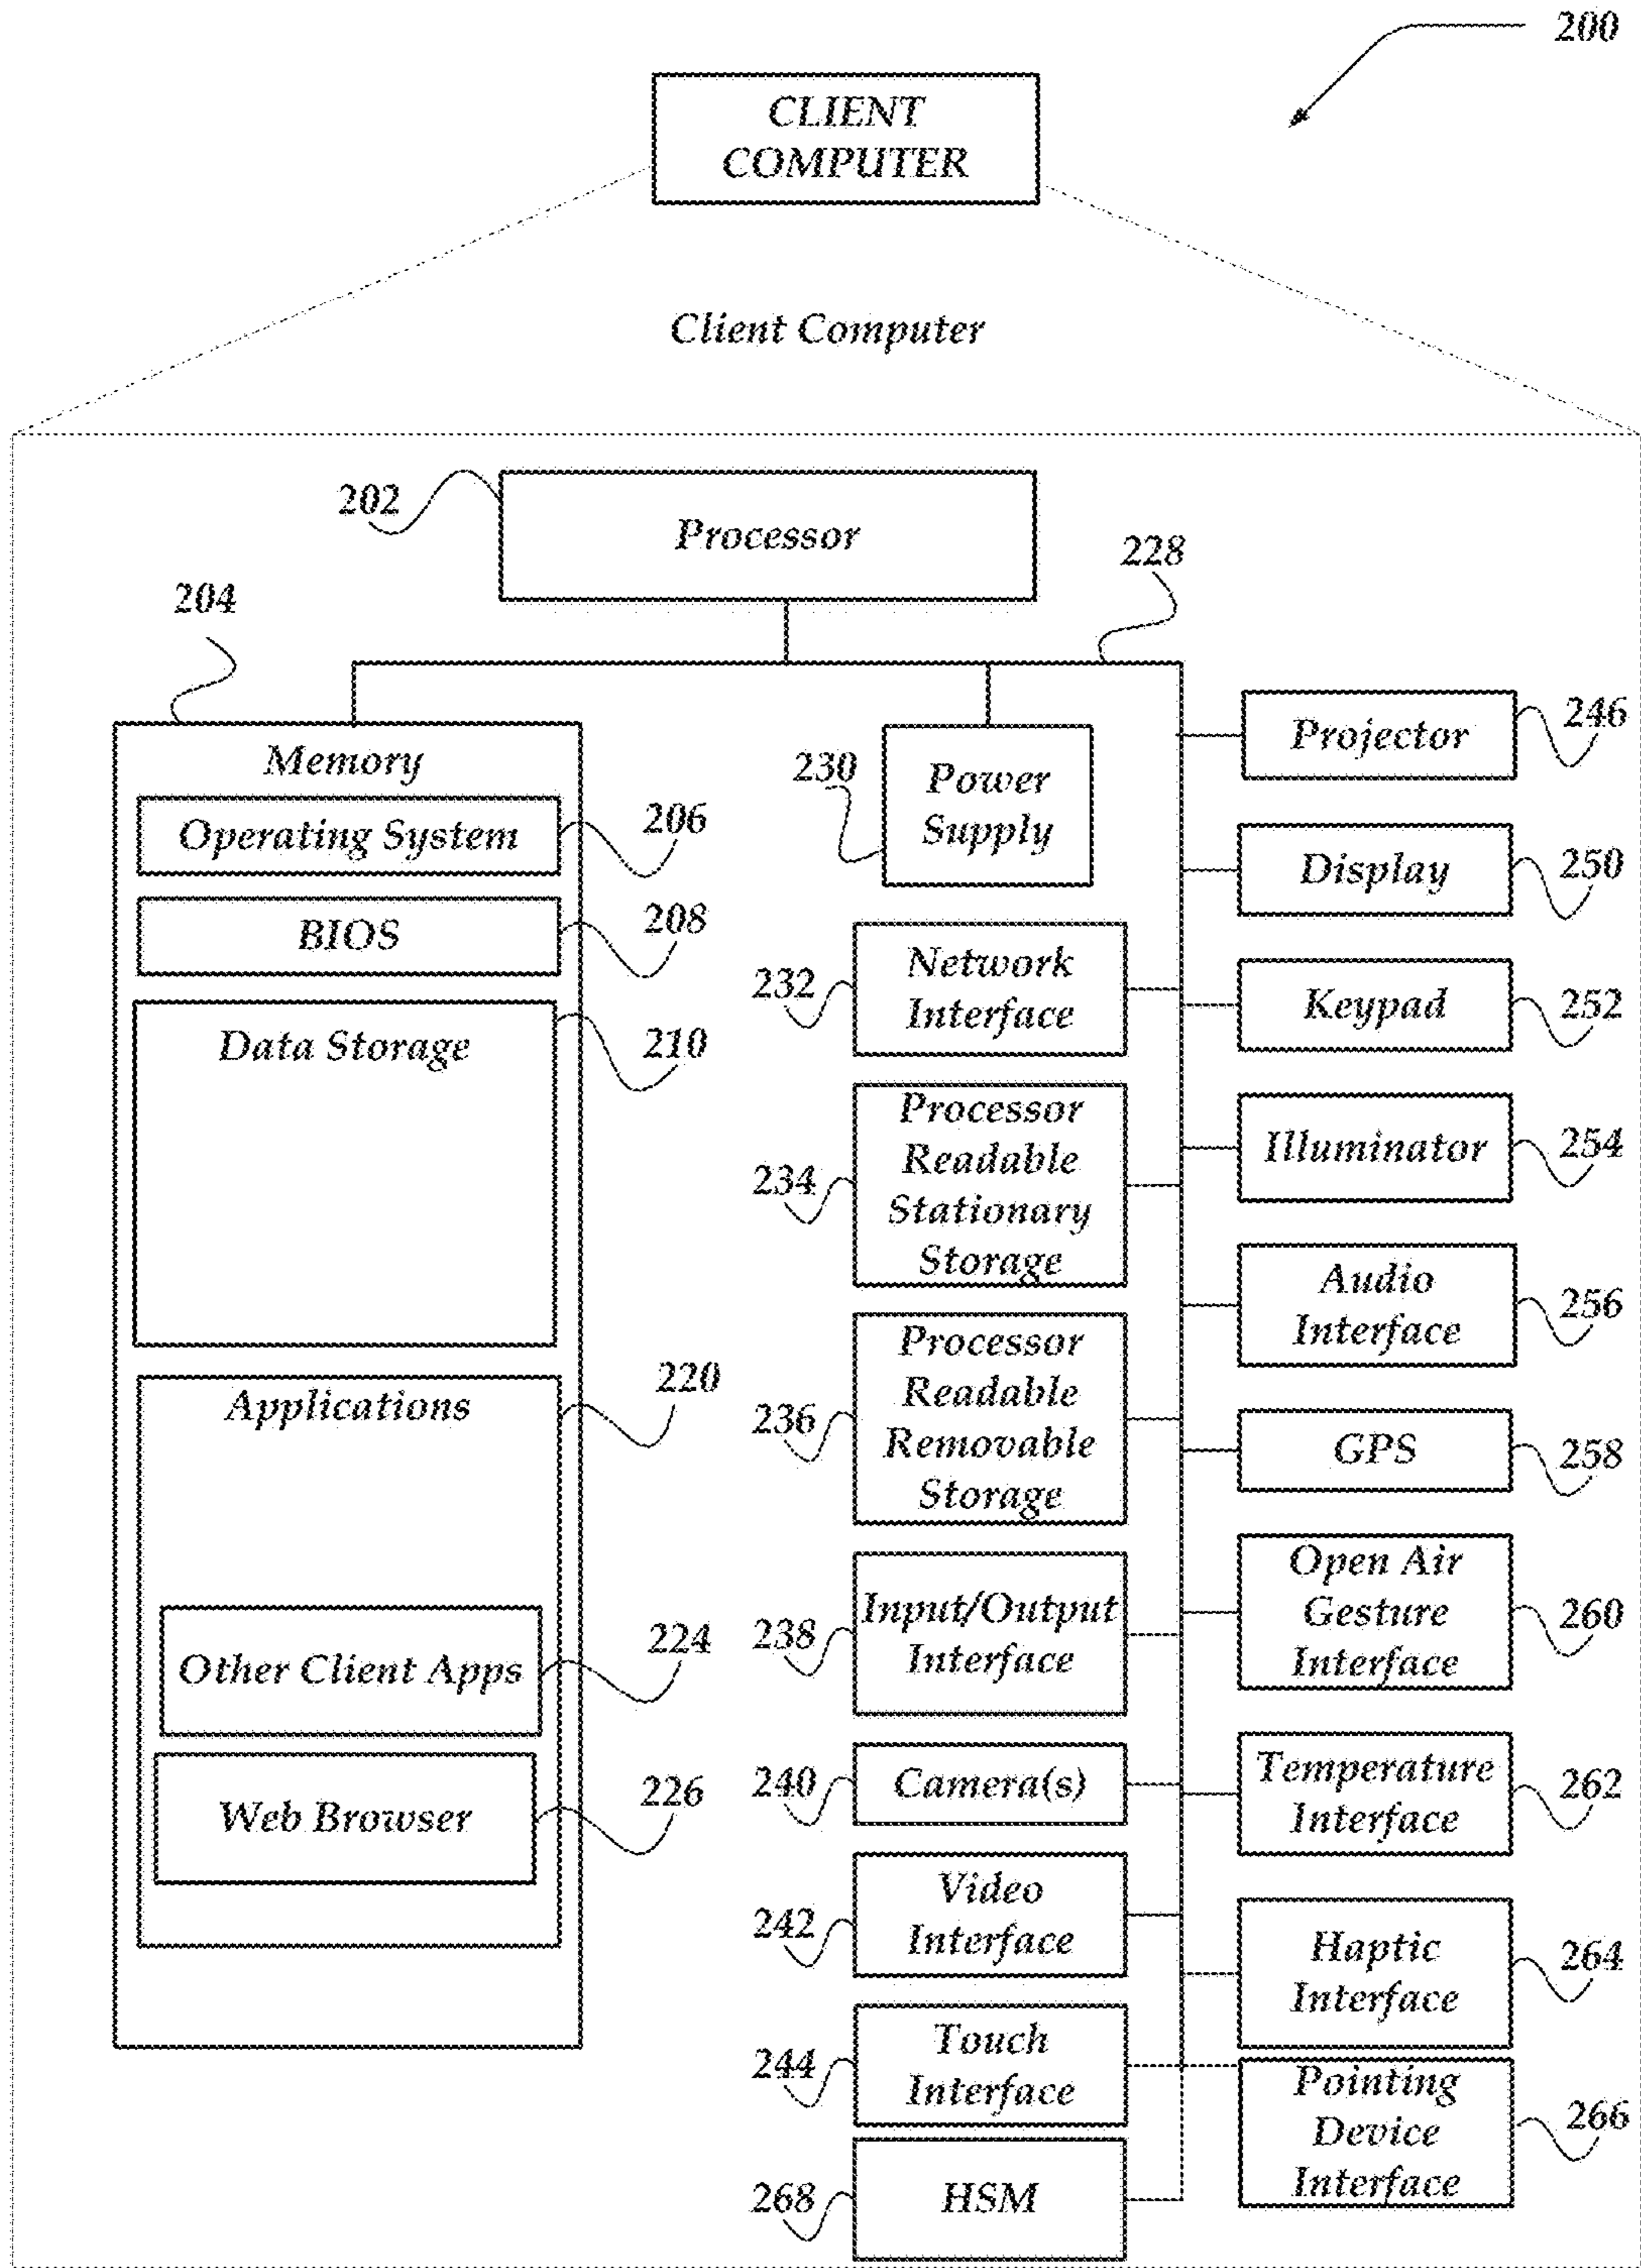 200
CLIENT
COMPUTER
Client Computer
202
Processor
228
204
Memory
Operating System
206
BIOS
208
Data Storage
210
Applications
220
Other Client Apps
224
Web Browser
226
230
Power
Supply
232
Network
Interface
234
Processor
Readable
Stationary
Storage
236
Processor
Readable
Removable
Storage
238
Input/Output
Interface
240
Camera(s)
242
Video
Interface
244
Touch
Interface
268
HSM
Projector
246
Display
250
Keypad
252
Illuminator
254
Audio
Interface
256
GPS
258
Open Air
Gesture
Interface
260
Temperature
Interface
262
Haptic
Interface
264
Pointing
Device
Interface
266